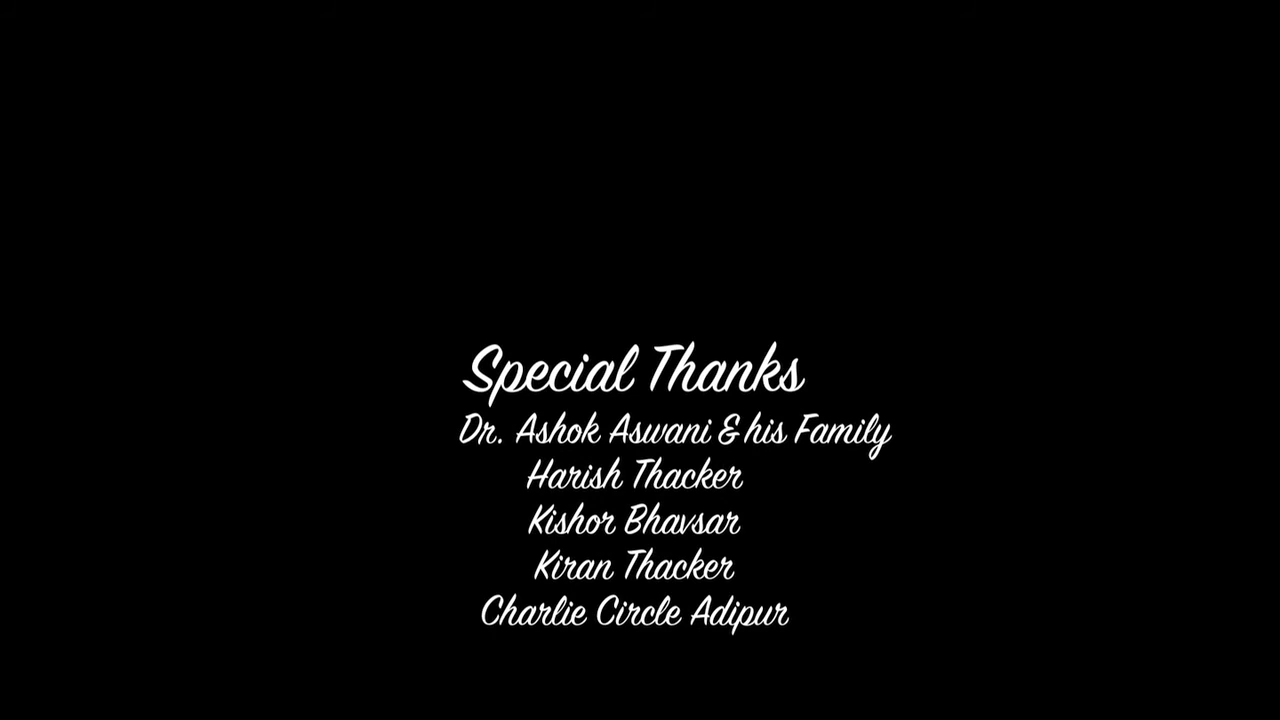 Special Thanks
Dr. Ashok Aswani & his Family
Harish Thacker
Kishor Bhavsar
Kiran Thacker
Charlie Circle Adipur